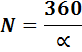 N = 360
∝